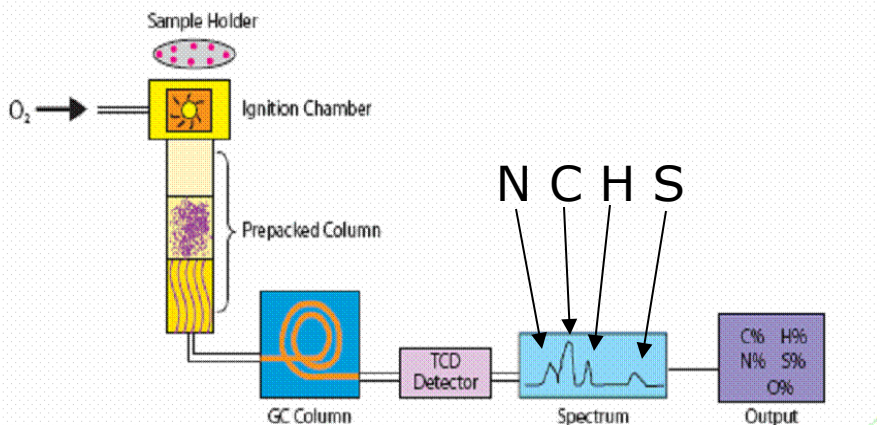 Sample Holder
O₂
Ignition Chamber
N C H S
Prepacked Column
TCD
Detector
C% H%
N% S%
O%
GC Column
Spectrum
Output